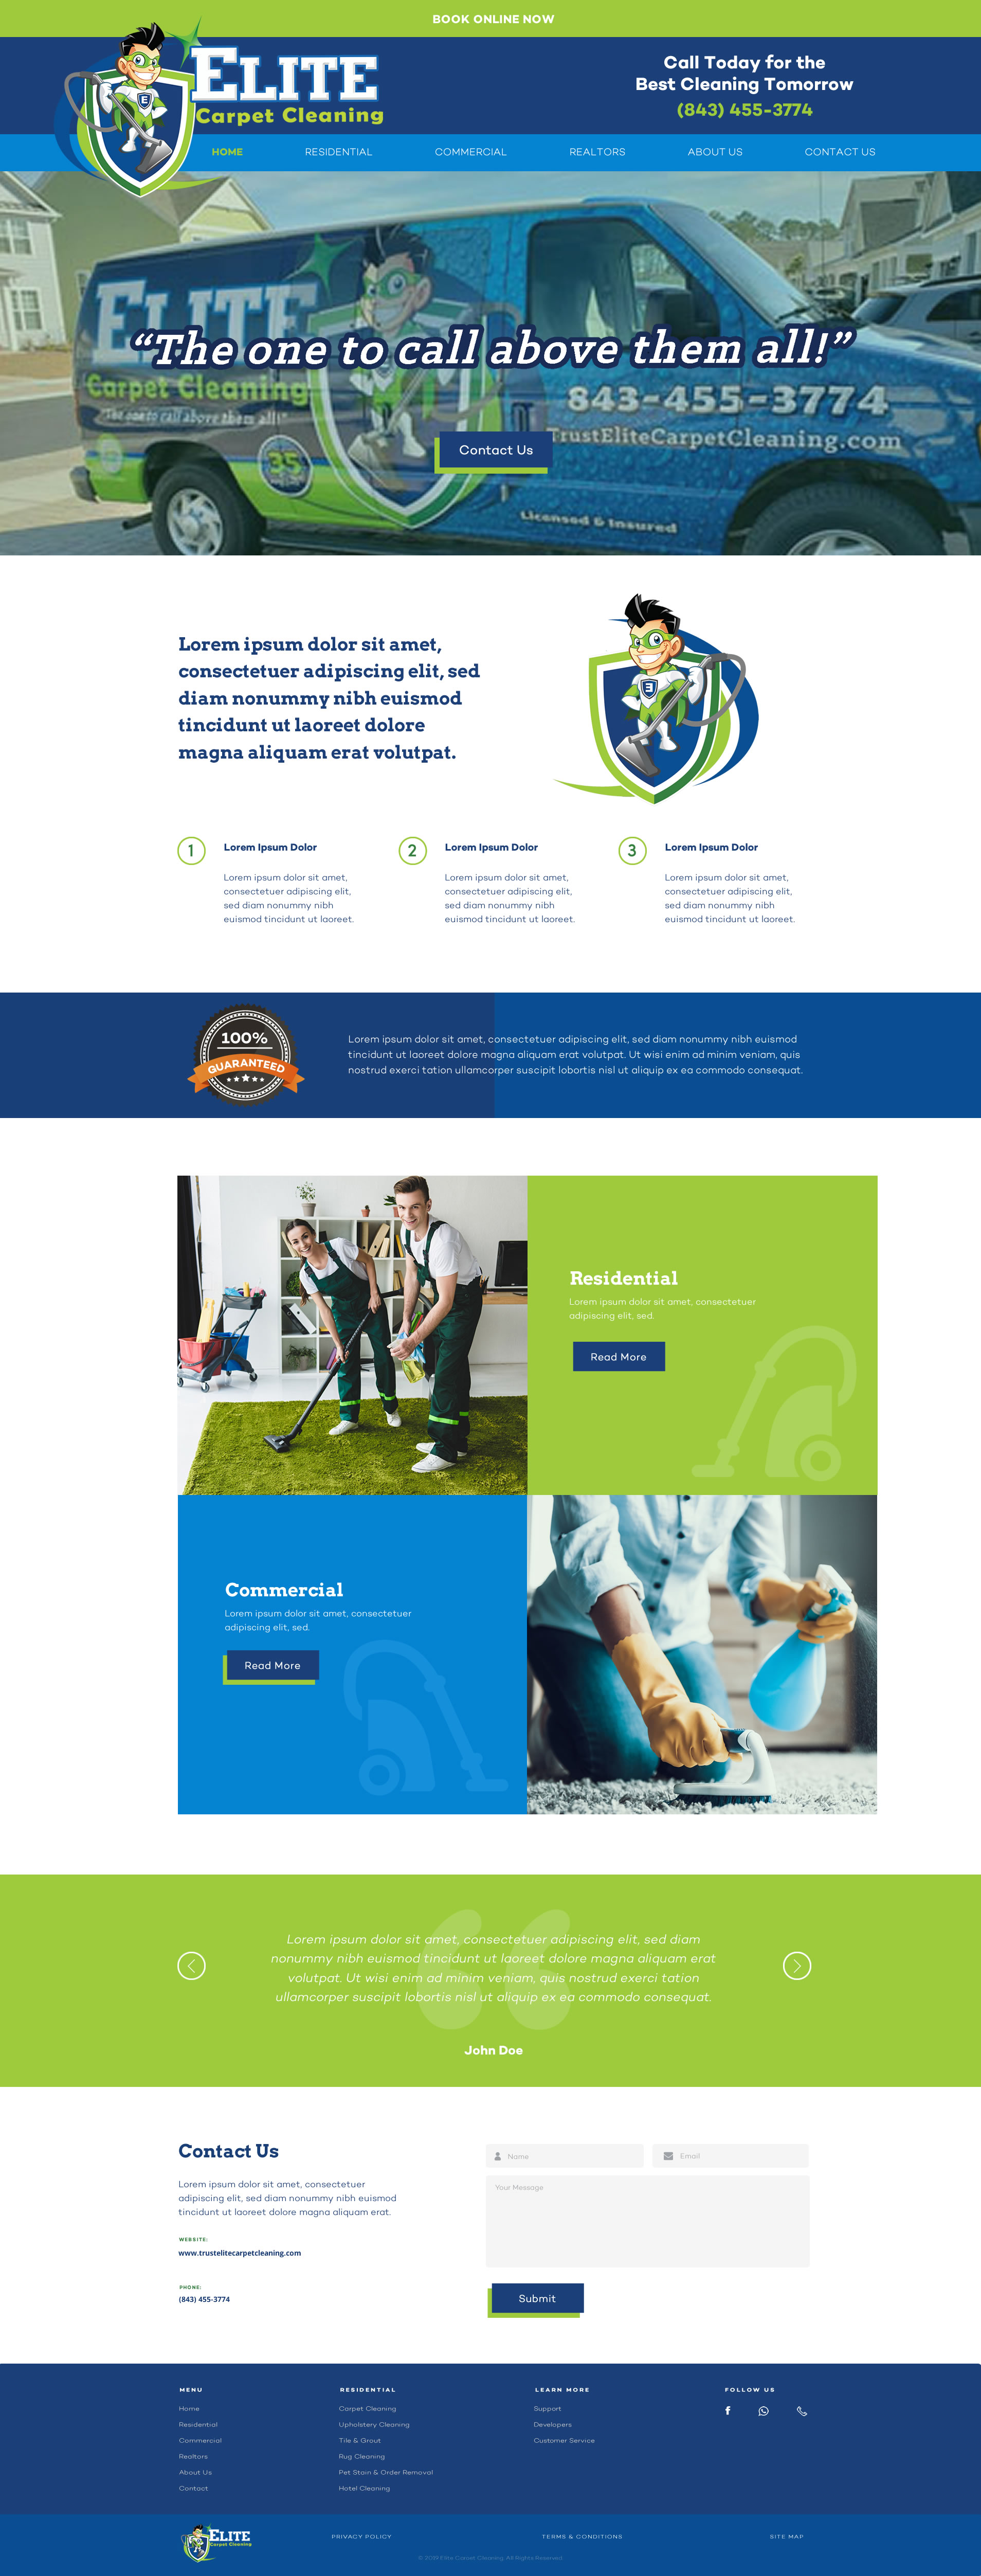 BOOK ONLINE NOW
ELITE
Carpet Cleaning
E
Call Today for the
Best Cleaning Tomorrow
(843) 455-3774
HOME
RESIDENTIAL
COMMERCIAL
REALTORS
ABOUT US
CONTACT US
ELITE
Carpet Cleaning
The one to call above them all!
35
843-455-3774
TrustEliteCarpetCleaning.com
Licensed & Insured
“The one to call above them all!”
Contact Us
Lorem ipsum dolor sit amet,
consectetuer adipiscing elit, sed
diam nonummy nibh euismod
tincidunt ut laoreet dolore
magna aliquam erat volutpat.
1
Lorem Ipsum Dolor
Lorem ipsum dolor sit amet,
consectetuer adipiscing elit,
sed diam nonummy nibh
euismod tincidunt ut laoreet.
2
Lorem Ipsum Dolor
Lorem ipsum dolor sit amet,
consectetuer adipiscing elit,
sed diam nonummy nibh
euismod tincidunt ut laoreet.
3
Lorem Ipsum Dolor
Lorem ipsum dolor sit amet,
consectetuer adipiscing elit,
sed diam nonummy nibh
euismod tincidunt ut laoreet.
100%
GUARANTEED
Lorem ipsum dolor sit amet, consectetuer adipiscing elit, sed diam nonummy nibh euismod
tincidunt ut laoreet dolore magna aliquam erat volutpat. Ut wisi enim ad minim veniam, quis
nostrud exerci tation ullamcorper suscipit lobortis nisl ut aliquip ex ea commodo consequat.
Residential
Lorem ipsum dolor sit amet, consectetuer
adipiscing elit, sed.
Read More
Commercial
Lorem ipsum dolor sit amet, consectetuer
adipiscing elit, sed.
Read More
Lorem ipsum dolor sit amet, consectetuer adipiscing elit, sed diam
nonummy nibh euismod tincidunt ut laoreet dolore magna aliquam erat
volutpat. Ut wisi enim ad minim veniam, quis nostrud exerci tation
ullamcorper suscipit lobortis nisl ut aliquip ex ea commodo consequat.
John Doe
Contact Us
Lorem ipsum dolor sit amet, consectetuer
adipiscing elit, sed diam nonummy nibh euismod
tincidunt ut laoreet dolore magna aliquam erat.
WEBSITE:
www.trustelitecarpetcleaning.com
PHONE:
(843) 455-3774
Name
Email
Your Message
Submit
MENU
Home
Residential
Commercial
Realtors
About Us
Contact
RESIDENTIAL
Carpet Cleaning
Upholstery Cleaning
Tile & Grout
Rug Cleaning
Pet Stain & Order Removal
Hotel Cleaning
LEARN MORE
Support
Developers
Customer Service
FOLLOW US
ELITE
Carpet Cleaning
PRIVACY POLICY
TERMS & CONDITIONS
SITE MAP
© 2019 Elite Carpet Cleaning. All Rights Reserved